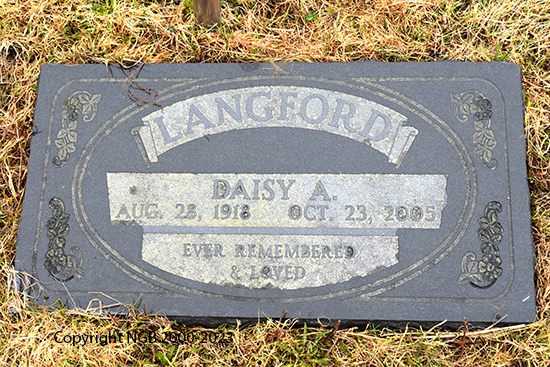 LANGFORD
DAISY A.
AUG. 28, 1918 OCT. 23, 2005
EVER REMEMBERED
& LOVED
Copyright NGB 2000-2023